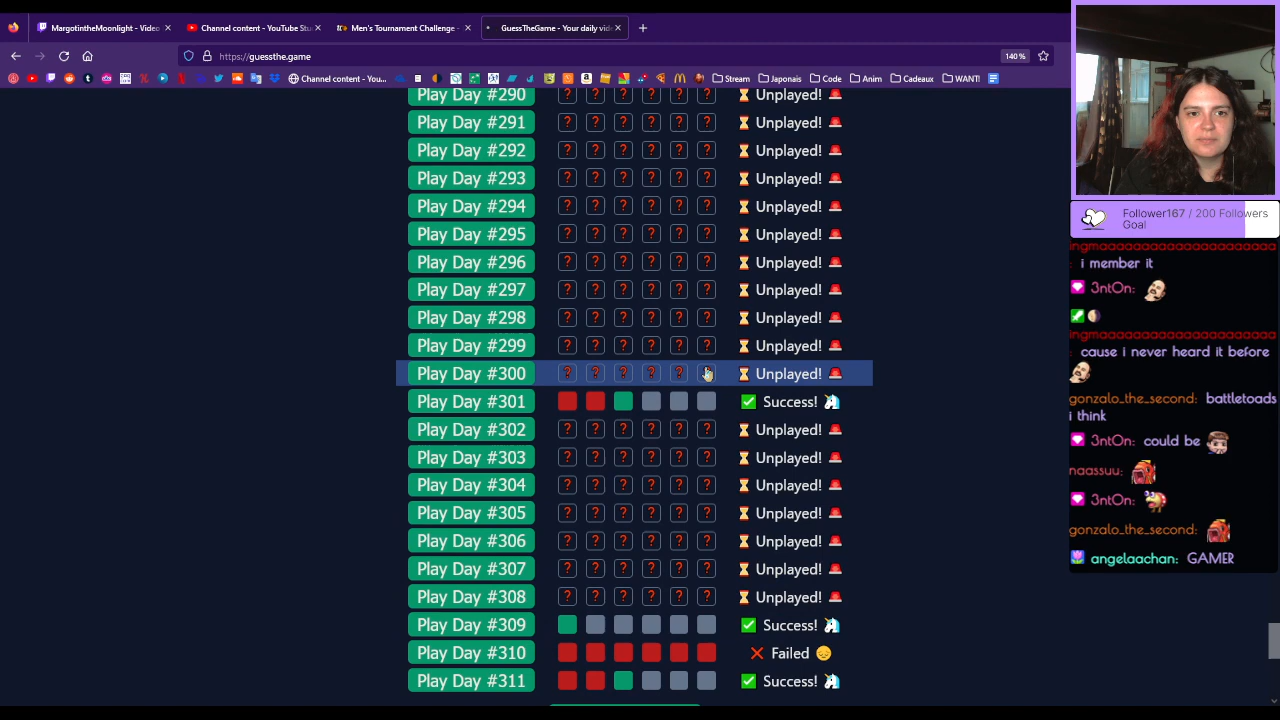 MargotintheMoonlight - Video
Channel content - YouTube Stu
Men's Tournament Challenge -
GuessTheGame - Your daily vid
https://guessthe.game
140%
Channel content - You...
Stream
Japonais
Code
Anim
Cadeaux
WANT!
Play Day #290 ? ? ? ? ? ? Unplayed!
Play Day #291 ? ? ? ? ? ? Unplayed!
Play Day #292 ? ? ? ? ? ? Unplayed!
Play Day #293 ? ? ? ? ? ? Unplayed!
Play Day #294 ? ? ? ? ? ? Unplayed!
Play Day #295 ? ? ? ? ? ? Unplayed!
Play Day #296 ? ? ? ? ? ? Unplayed!
Play Day #297 ? ? ? ? ? ? Unplayed!
Play Day #298 ? ? ? ? ? ? Unplayed!
Play Day #299 ? ? ? ? ? ? Unplayed!
Play Day #300 ? ? ? ? ? ? Unplayed!
Play Day #301 Success!
Play Day #302 ? ? ? ? ? ? Unplayed!
Play Day #303 ? ? ? ? ? ? Unplayed!
Play Day #304 ? ? ? ? ? ? Unplayed!
Play Day #305 ? ? ? ? ? ? Unplayed!
Play Day #306 ? ? ? ? ? ? Unplayed!
Play Day #307 ? ? ? ? ? ? Unplayed!
Play Day #308 ? ? ? ? ? ? Unplayed!
Play Day #309 Success!
Play Day #310 Failed
Play Day #311 Success!
Follower167 / 200 Followers
Goal
: i member it
3ntOn:
: cause i never heard it before
gonzalo_the_second: battletoads
i think
3ntOn: could be
naassuu:
3ntOn:
gonzalo_the_second:
angelaachan: GAMER